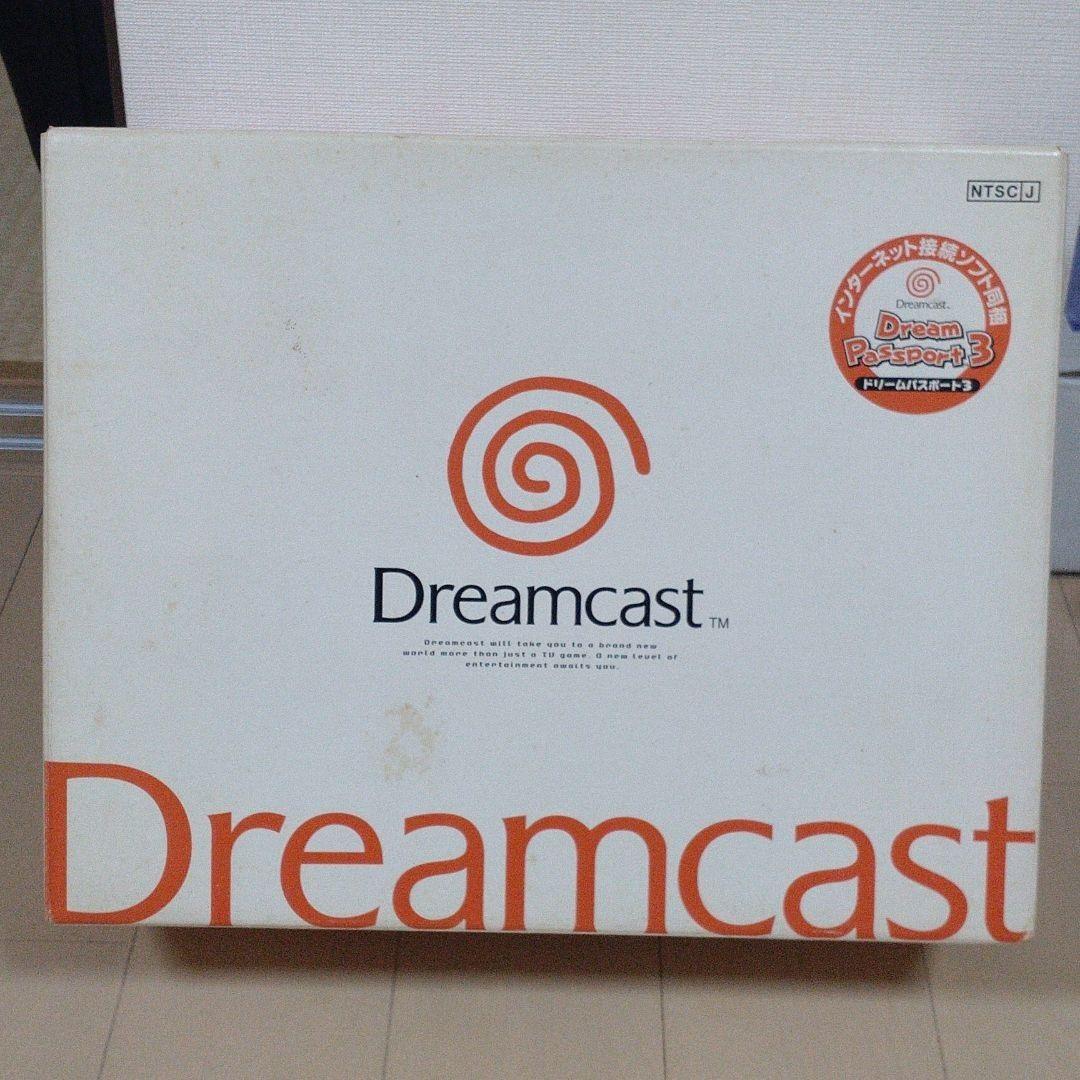 NTSC J
インターネット接続ソフト同梱
Dreamcast
Dream
Passport 3
ドリームパスポート3
Dreamcast™
Dreamcast will take you to a brand new
world more than just a TV game. A new level of
entertainment awaits you.
Dreamcast